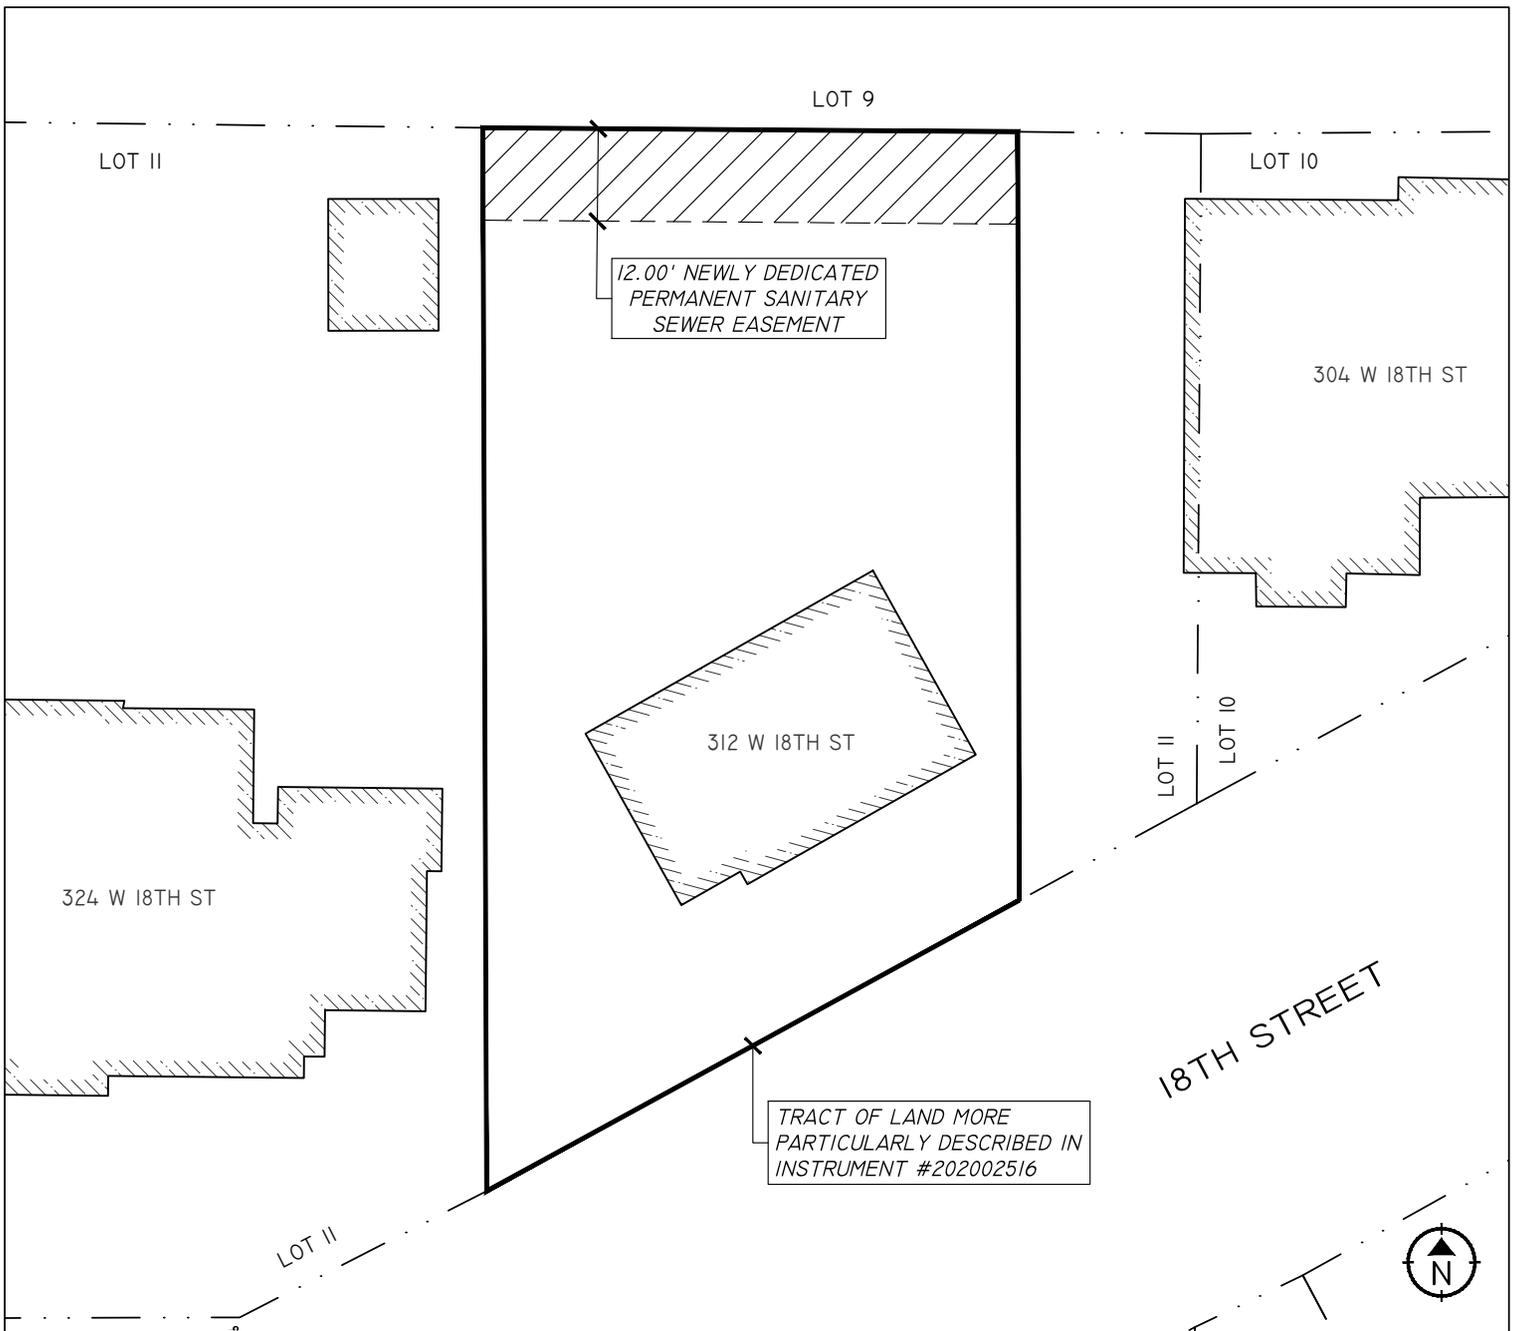 LOT 9
LOT 11
LOT 10
12.00' NEWLY DEDICATED
PERMANENT SANITARY
SEWER EASEMENT
304 W 18TH ST
312 W 18TH ST
LOT 11
LOT 10
324 W 18TH ST
18TH STREET
TRACT OF LAND MORE
PARTICULARLY DESCRIBED IN
INSTRUMENT #202002516
LOT 11
N